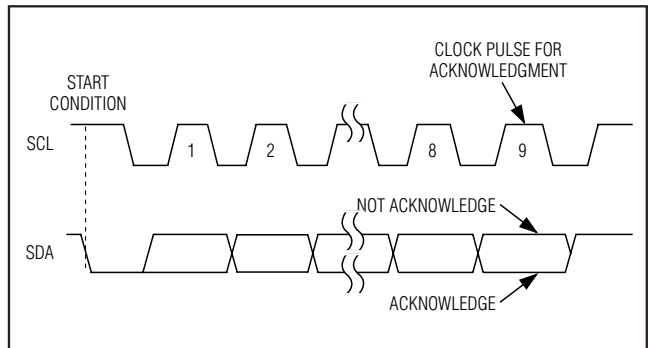 CLOCK PULSE FOR
ACKNOWLEDGMENT
START
CONDITION
SCL
1
2
8
9
NOT ACKNOWLEDGE
SDA
ACKNOWLEDGE